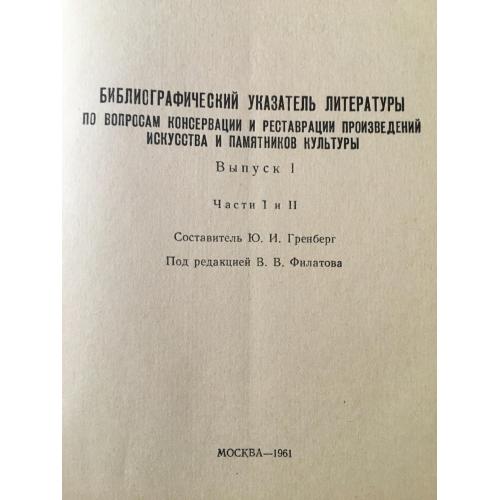 БИБЛИОГРАФИЧЕСКИЙ УКАЗАТЕЛЬ ЛИТЕРАТУРЫ
ПО ВОПРОСАМ КОНСЕРВАЦИИ И РЕСТАВРАЦИИ ПРОИЗВЕДЕНИЙ
ИСКУССТВА И ПАМЯТНИКОВ КУЛЬТУРЫ
Выпуск I
Части I и II
Составитель Ю. И. Гренберг
Под редакцией В. В. Филатова
МОСКВА—1961